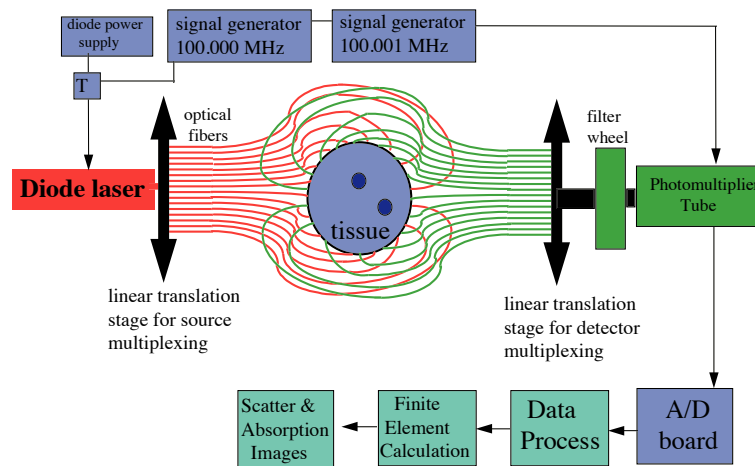 diode power
supply
signal generator
100.000 MHz
signal generator
100.001 MHz
T
optical
fibers
filter
wheel
Diode laser
tissue
Photomultiplier
Tube
linear translation
stage for source
multiplexing
linear translation
stage for detector
multiplexing
Scatter &
Absorption
Images
Finite
Element
Calculation
Data
Process
A/D
board